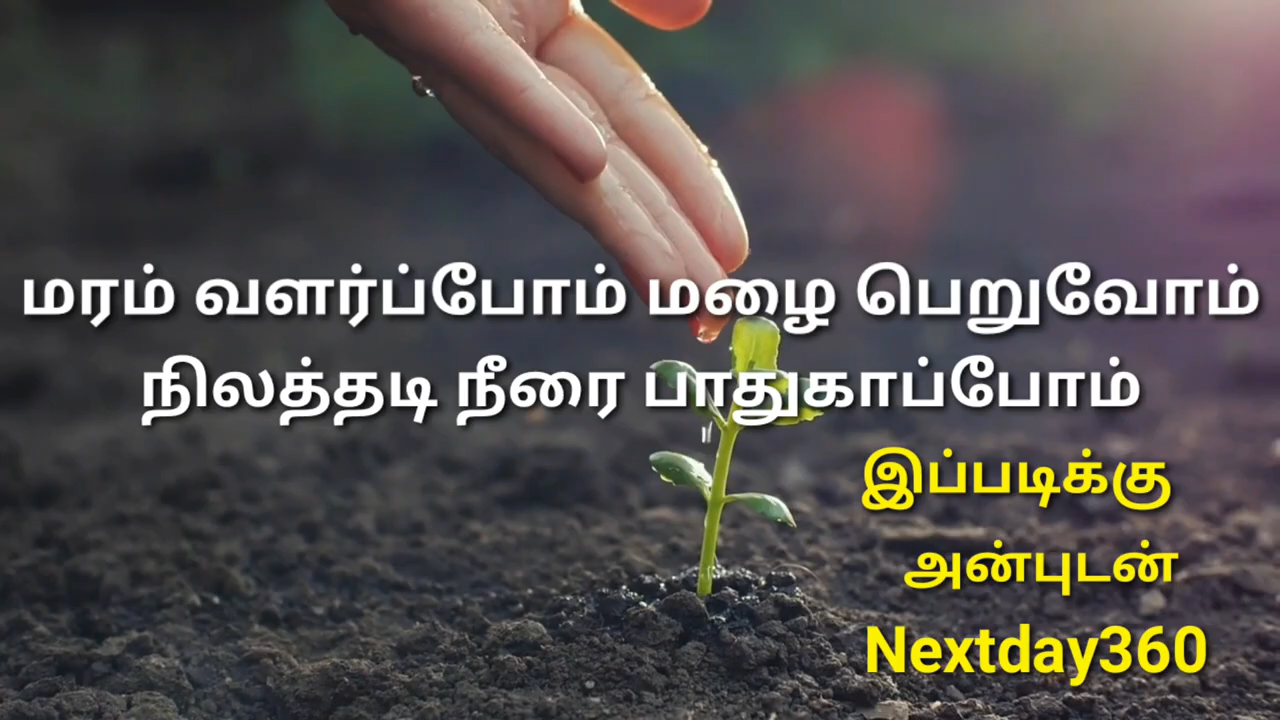 மரம் வளர்ப்போம் மழை பெறுவோம்
நிலத்தடி நீரை பாதுகாப்போம்
இப்படிக்கு
அன்புடன்
Nextday360